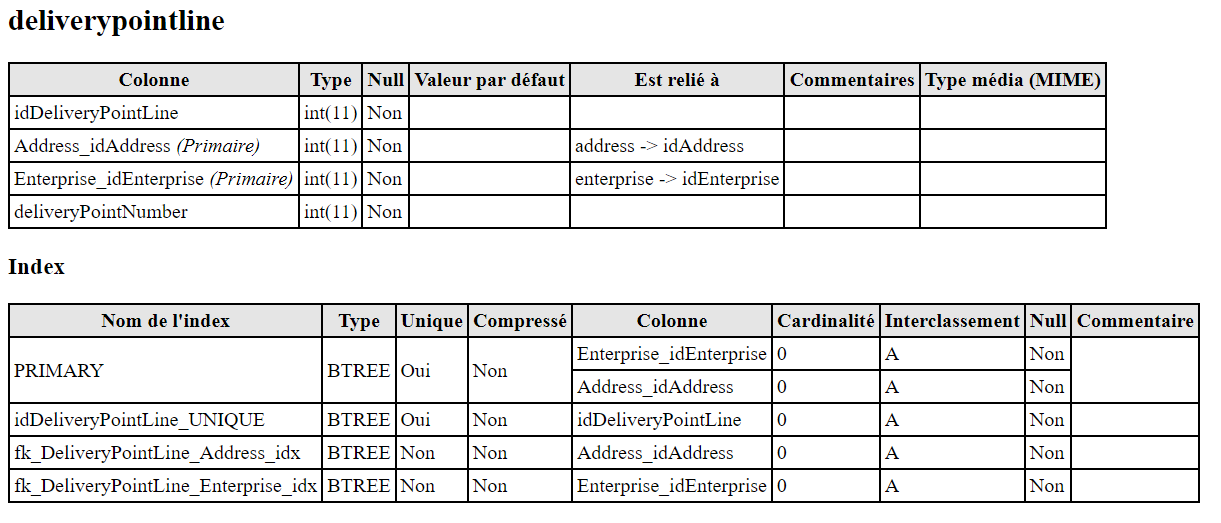 deliverypointline
Colonne Type Null Valeur par défaut Est relié à Commentaires Type média (MIME)
idDeliveryPointLine int(11) Non
Address_idAddress (Primaire) int(11) Non address -> idAddress
Enterprise_idEnterprise (Primaire) int(11) Non enterprise -> idEnterprise
deliveryPointNumber int(11) Non
Index
Nom de l'index Type Unique Compressé Colonne Cardinalité Interclassement Null Commentaire
PRIMARY BTREE Oui Non Enterprise_idEnterprise 0 A Non
Address_idAddress 0 A Non
idDeliveryPointLine_UNIQUE BTREE Oui Non idDeliveryPointLine 0 A Non
fk_DeliveryPointLine_Address_idx BTREE Non Non Address_idAddress 0 A Non
fk_DeliveryPointLine_Enterprise_idx BTREE Non Non Enterprise_idEnterprise 0 A Non